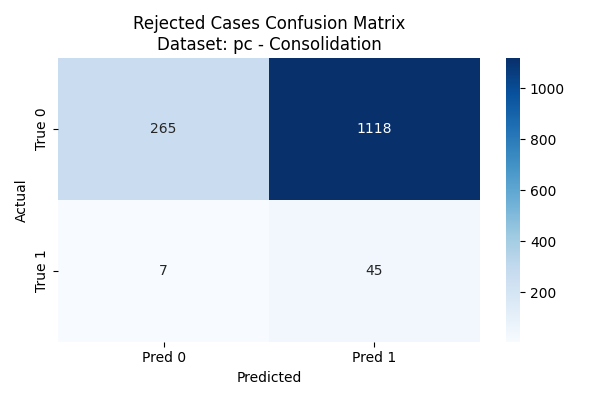 Rejected Cases Confusion Matrix
Dataset: pc - Consolidation
True 0
265
1118
Actual
True 1
7
45
Pred 0
Pred 1
Predicted
1000
800
600
400
200